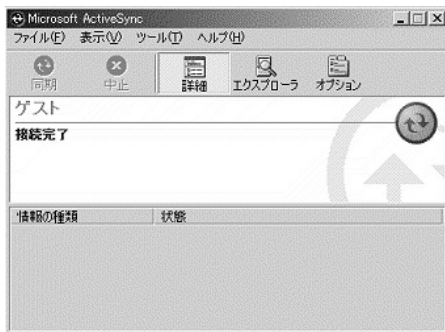 Microsoft ActiveSync
ファイル(F) 表示(V) ツール(T) ヘルプ(H)
同期 中止 詳細 エクスプローラ オプション
ゲスト
接続完了
情報の種類 状態